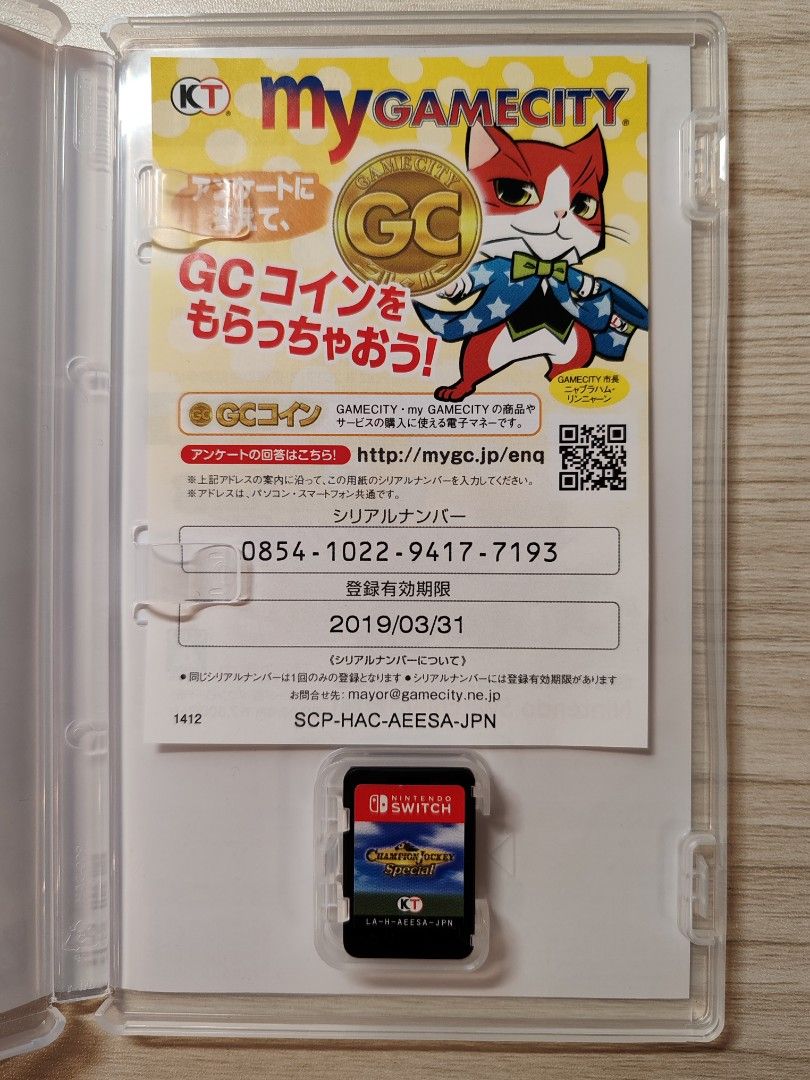 KT
my GAMECITY
GAMECITY
GC
アンケートに
答えて、
GCコインを
もらっちゃおう!
GAMECITY 市長
ニャブラハム・
リンニャーン
GC GCコイン
GAMECITY・my GAMECITY の商品や
サービスの購入に使える電子マネーです。
アンケートの回答はこちら!
http://mygc.jp/enq
※上記アドレスの案内に沿って、この用紙のシリアルナンバーを入力してください。
※アドレスは、パソコン・スマートフォン共通です。
シリアルナンバー
0854-1022-9417-7193
登録有効期限
2019/03/31
《シリアルナンバーについて》
●同じシリアルナンバーは1回のみの登録となります ●シリアルナンバーには登録有効期限があります
お問合せ先: mayor@gamecity.ne.jp
1412
SCP-HAC-AEESA-JPN
NINTENDO
SWITCH
CHAMPION JOCKEY
Special
KT
LA-H-AEESA-JPN